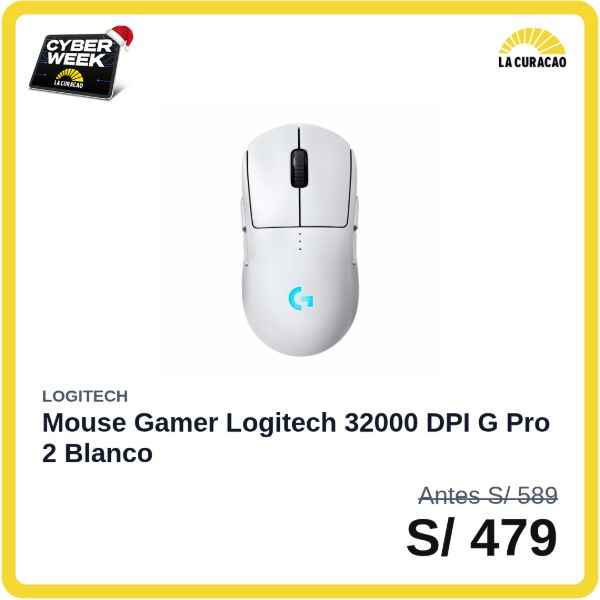 CYBER
WEEK
LA CURACAO
LA CURACAO
LOGITECH
Mouse Gamer Logitech 32000 DPI G Pro
2 Blanco
Antes S/ 589
S/ 479